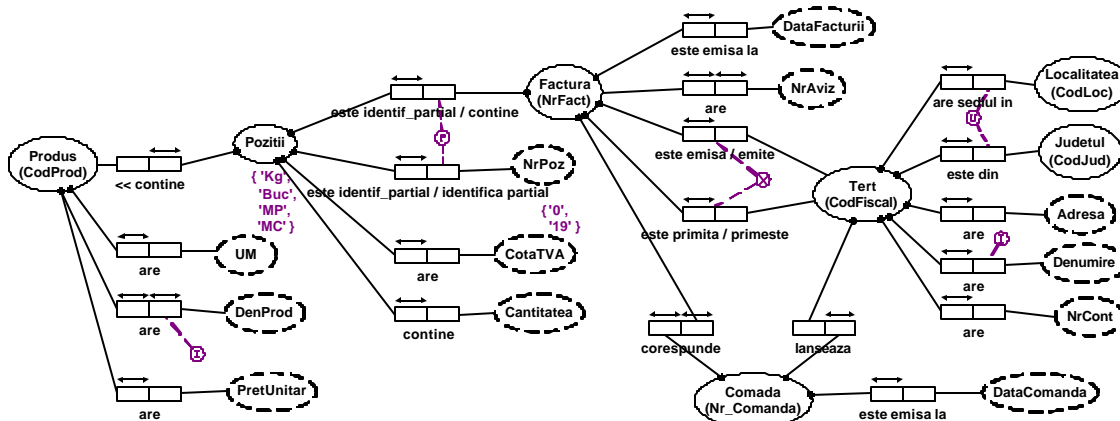 DataFacturii
este emisa la
Factura
(NrFact)
NrAviz
are
Localitatea
(CodLoc)
are sediul in
U
este identif_partial / contine
P
Produs
(CodProd)
<< contine
Pozitii
{ 'Kg',
'Buc',
'MP',
'MC' }
NrPoz
este identif_partial / identifica partial
{ '0',
'19' }
este emisa / emite
X
Judetul
(CodJud)
este din
Tert
(CodFiscal)
este primita / primeste
Adresa
are
UM
are
CotaTVA
are
I
Denumire
are
DenProd
are
I
Cantitatea
contine
NrCont
are
corespunde
lanseaza
PretUnitar
are
Comada
(Nr_Comanda)
DataComanda
este emisa la